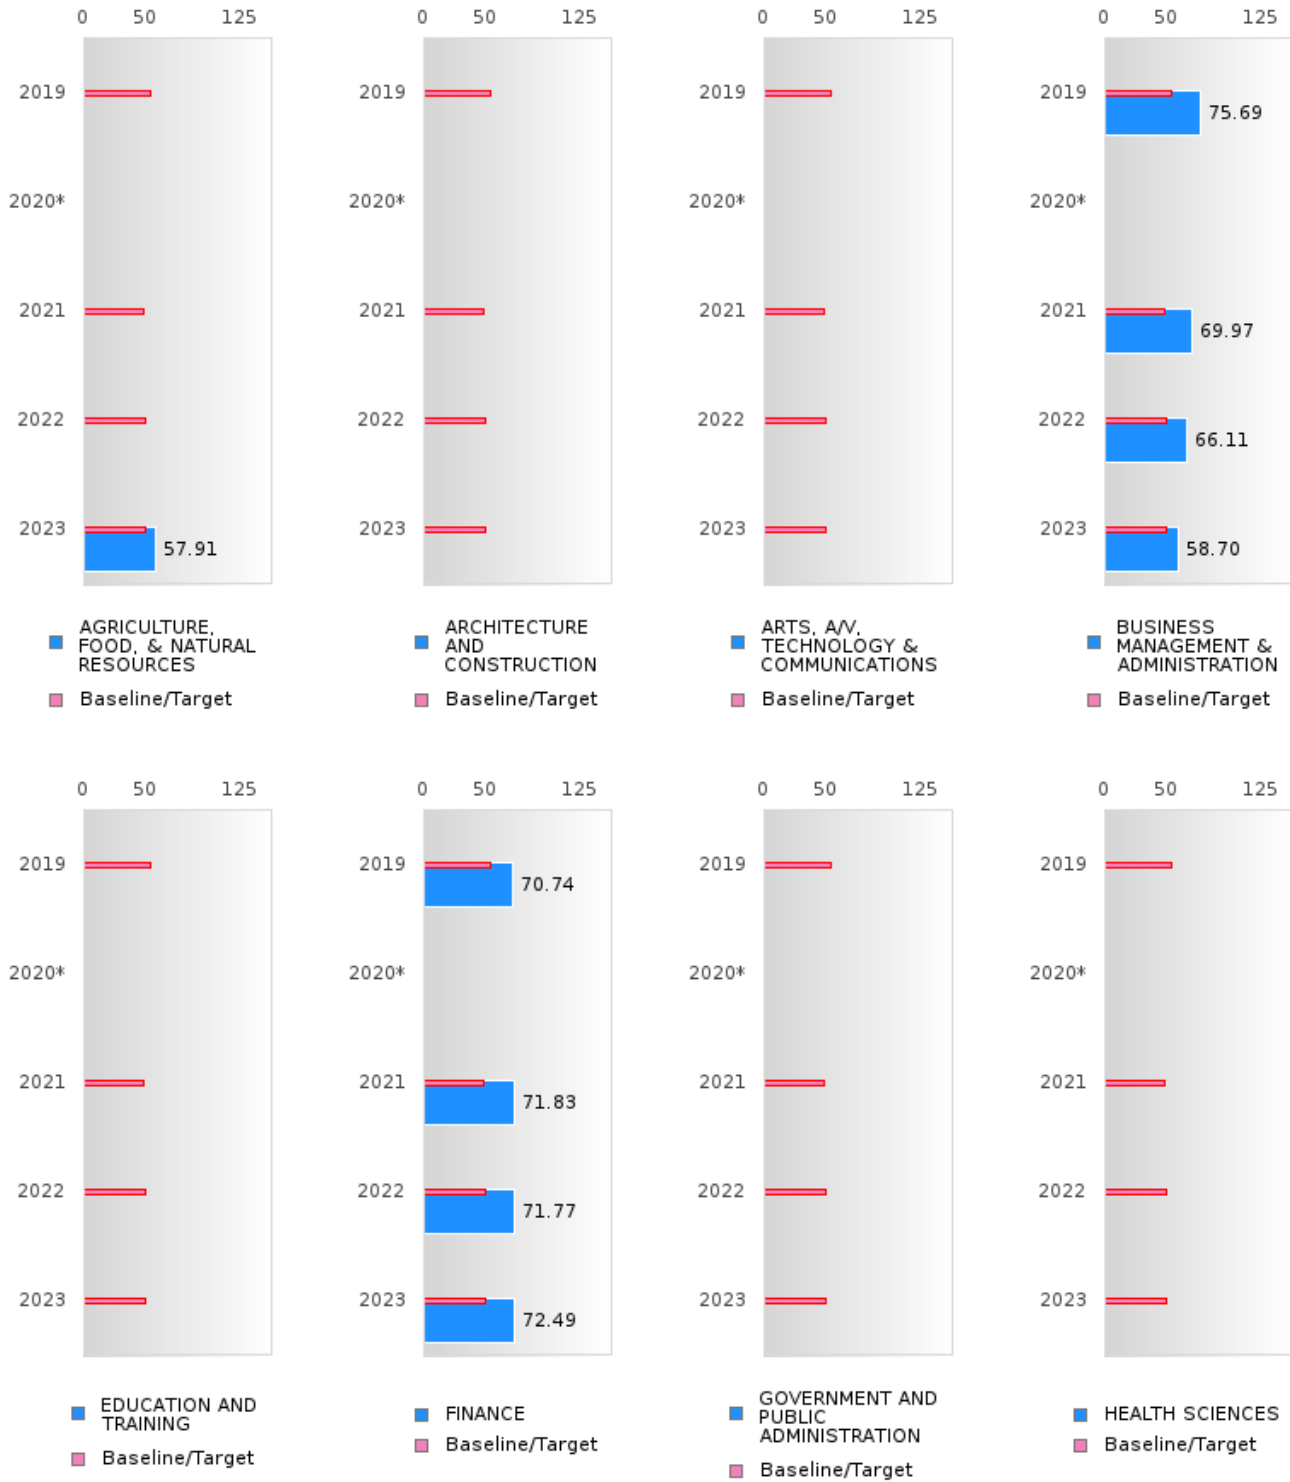 0 50 125
2019
2020*
2021
2022
2023
57.91
AGRICULTURE,
FOOD, & NATURAL
RESOURCES
Baseline/Target
0 50 125
2019
2020*
2021
2022
2023
ARCHITECTURE
AND
CONSTRUCTION
Baseline/Target
0 50 125
2019
2020*
2021
2022
2023
ARTS, A/V,
TECHNOLOGY &
COMMUNICATIONS
Baseline/Target
0 50 125
2019
75.69
2020*
2021
69.97
2022
66.11
2023
58.70
BUSINESS
MANAGEMENT &
ADMINISTRATION
Baseline/Target
0 50 125
2019
2020*
2021
2022
2023
EDUCATION AND
TRAINING
Baseline/Target
0 50 125
2019
70.74
2020*
2021
71.83
2022
71.77
2023
72.49
FINANCE
Baseline/Target
0 50 125
2019
2020*
2021
2022
2023
GOVERNMENT AND
PUBLIC
ADMINISTRATION
Baseline/Target
0 50 125
2019
2020*
2021
2022
2023
HEALTH SCIENCES
Baseline/Target